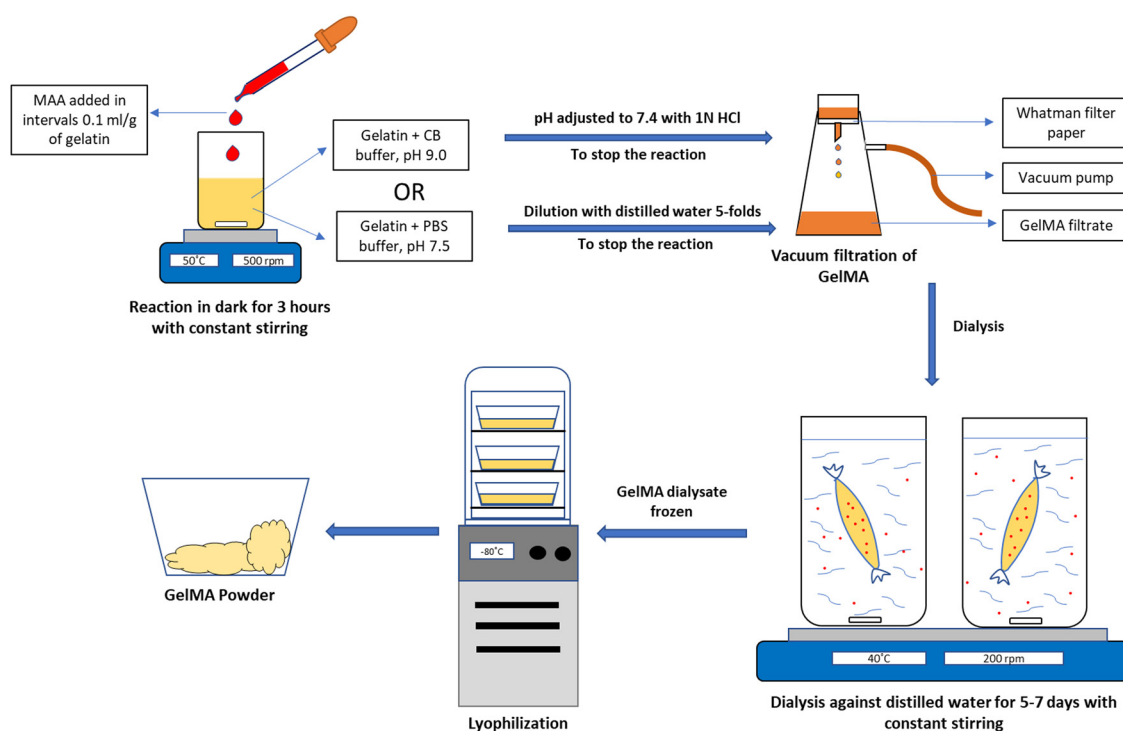 MAA added in
intervals 0.1 ml/g
of gelatin
Gelatin + CB
buffer, pH 9.0
OR
Gelatin + PBS
buffer, pH 7.5
50˚C
500 rpm
Reaction in dark for 3 hours
with constant stirring
pH adjusted to 7.4 with 1N HCl
To stop the reaction
Dilution with distilled water 5-folds
To stop the reaction
Whatman filter
paper
Vacuum pump
GelMA filtrate
Vacuum filtration of
GelMA
Dialysis
40˚C
200 rpm
Dialysis against distilled water for 5-7 days with
constant stirring
GelMA dialysate
frozen
-80˚C
Lyophilization
GelMA Powder